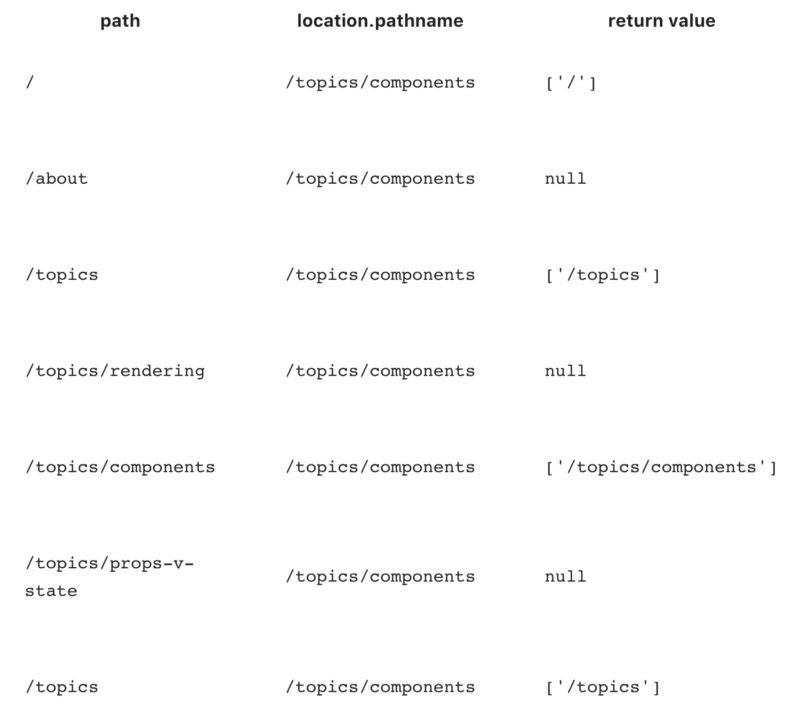 path location.pathname return value
/ /topics/components ['/']
/about /topics/components null
/topics /topics/components ['/topics']
/topics/rendering /topics/components null
/topics/components /topics/components ['/topics/components']
/topics/props-v-
state /topics/components null
/topics /topics/components ['/topics']